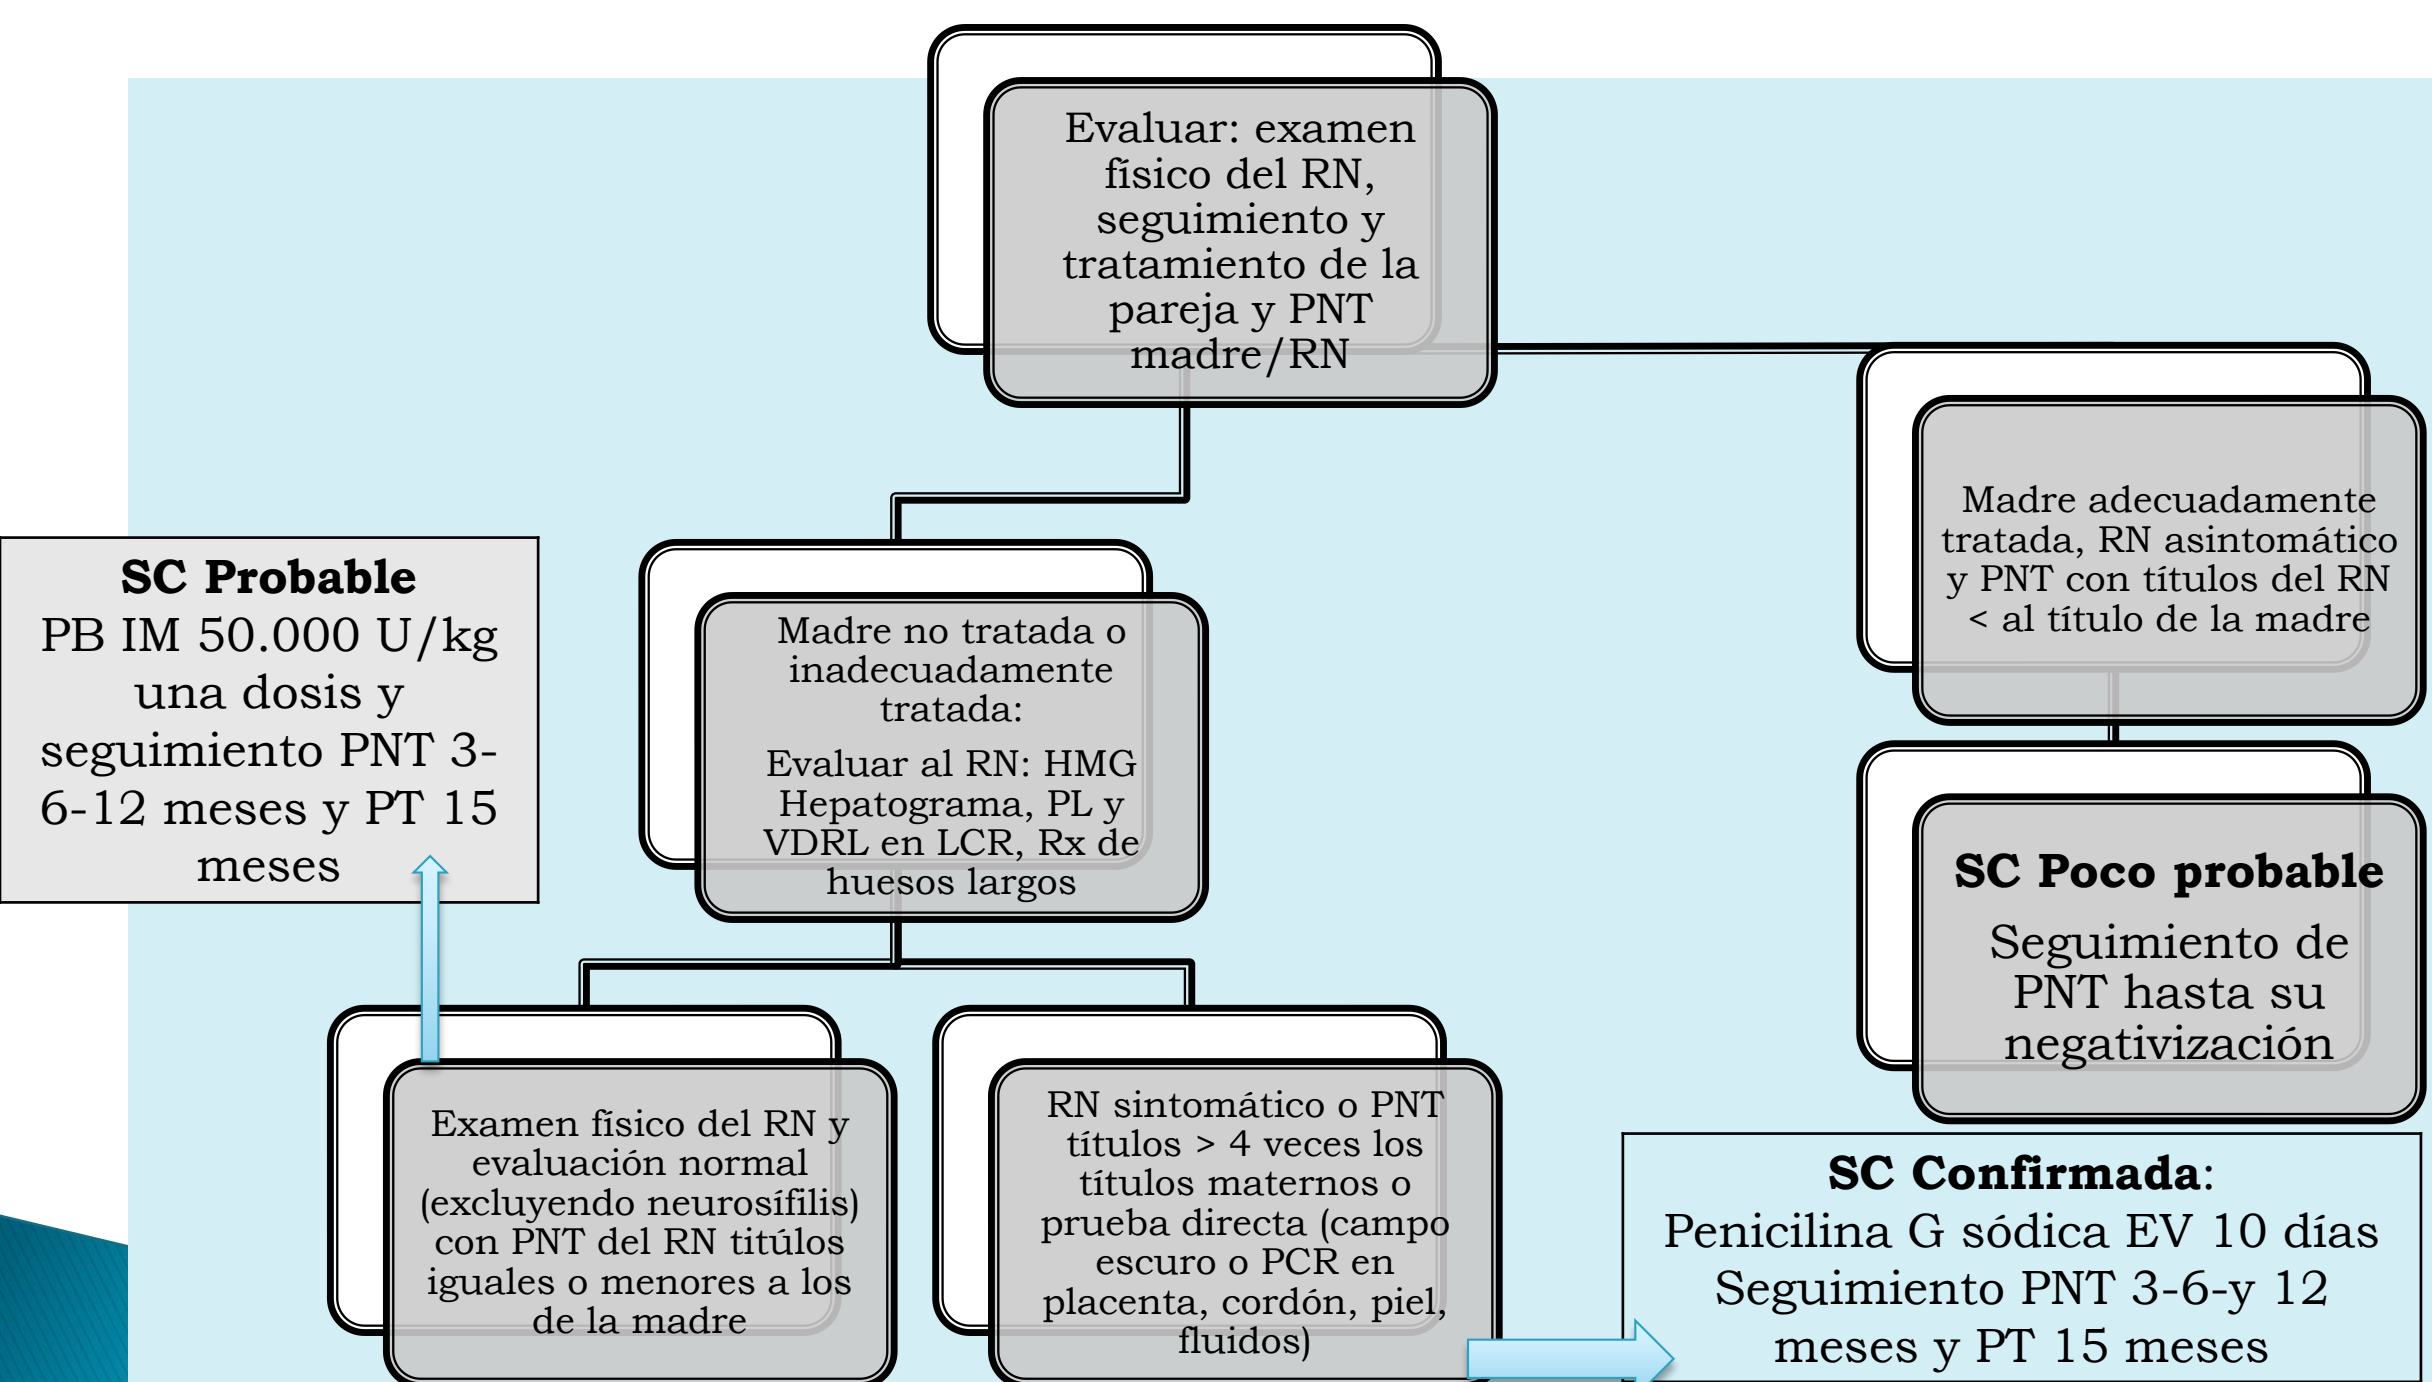 Evaluar: examen
físico del RN,
seguimiento y
tratamiento de la
pareja y PNT
madre/RN
Madre no tratada o
inadecuadamente
tratada:
Evaluar al RN: HMG
Hepatograma, PL y
VDRL en LCR, Rx de
huesos largos
SC Probable
PB IM 50.000 U/kg
una dosis y
seguimiento PNT 3-
6-12 meses y PT 15
meses
Examen físico del RN y
evaluación normal
(excluyendo neurosífilis)
con PNT del RN titúlos
iguales o menores a los
de la madre
RN sintomático o PNT
títulos > 4 veces los
títulos maternos o
prueba directa (campo
escuro o PCR en
placenta, cordón, piel,
fluidos)
Madre adecuadamente
tratada, RN asintomático
y PNT con títulos del RN
< al título de la madre
SC Poco probable
Seguimiento de
PNT hasta su
negativización
SC Confirmada:
Penicilina G sódica EV 10 días
Seguimiento PNT 3-6-y 12
meses y PT 15 meses